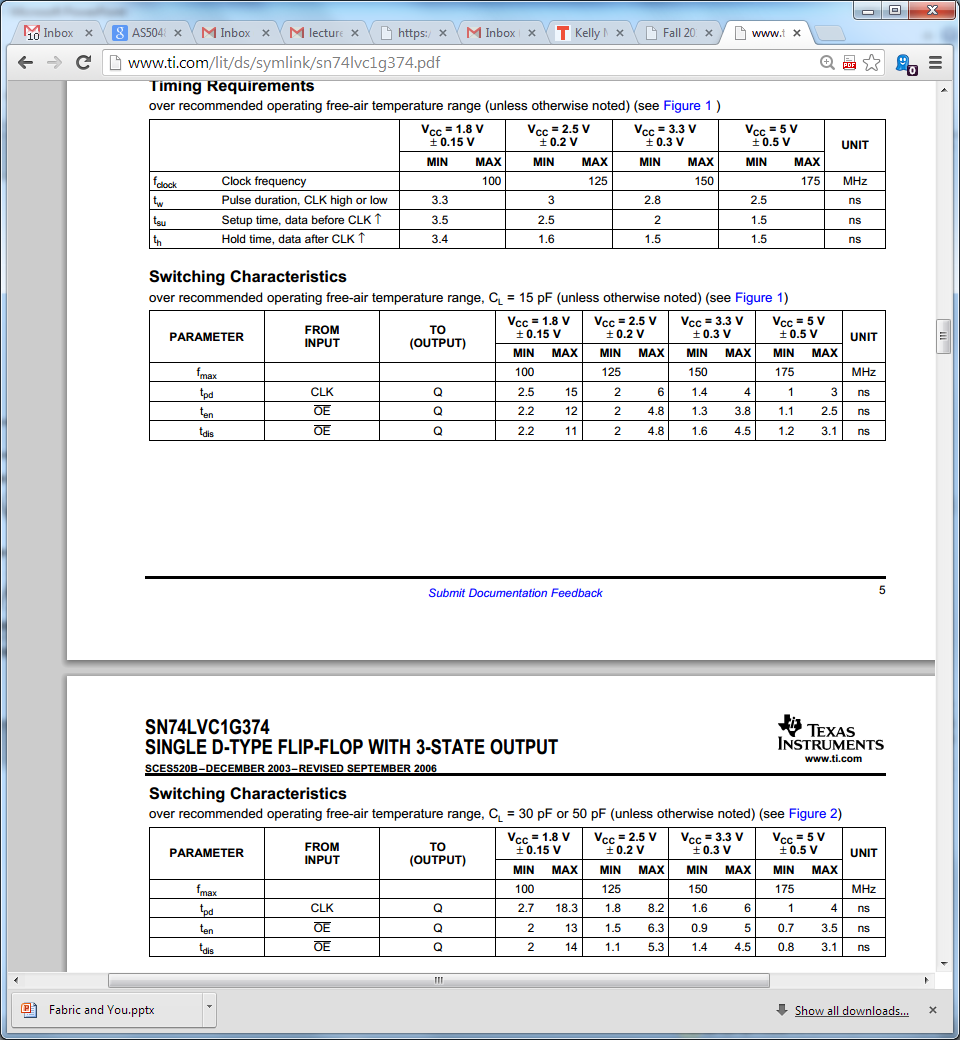 10 Inbox × AS504 × Inbox × lecture × https:/ × Inbox × Kelly × Fall 20 × www.t ×
www.ti.com/lit/ds/symlink/sn74lvc1g374.pdf 0
Timing Requirements
over recommended operating free-air temperature range (unless otherwise noted) (see Figure 1 )
VCC = 1.8 V ± 0.15 V VCC = 2.5 V ± 0.2 V VCC = 3.3 V ± 0.3 V VCC = 5 V ± 0.5 V UNIT
MIN MAX MIN MAX MIN MAX MIN MAX
fclock Clock frequency 100 125 150 175 MHz
tw Pulse duration, CLK high or low 3.3 3 2.8 2.5 ns
tsu Setup time, data before CLK ↑ 3.5 2.5 2 1.5 ns
th Hold time, data after CLK ↑ 3.4 1.6 1.5 1.5 ns
Switching Characteristics
over recommended operating free-air temperature range, CL = 15 pF (unless otherwise noted) (see Figure 1)
PARAMETER FROM INPUT TO (OUTPUT) VCC = 1.8 V ± 0.15 V VCC = 2.5 V ± 0.2 V VCC = 3.3 V ± 0.3 V VCC = 5 V ± 0.5 V UNIT
MIN MAX MIN MAX MIN MAX MIN MAX
fmax 100 125 150 175 MHz
tpd CLK Q 2.5 15 2 6 1.4 4 1 3 ns
ten O̅E̅ Q 2.2 12 2 4.8 1.3 3.8 1.1 2.5 ns
tdis O̅E̅ Q 2.2 11 2 4.8 1.6 4.5 1.2 3.1 ns
Submit Documentation Feedback 5
SN74LVC1G374
SINGLE D-TYPE FLIP-FLOP WITH 3-STATE OUTPUT
SCES520B–DECEMBER 2003–REVISED SEPTEMBER 2006
TEXAS
INSTRUMENTS
www.ti.com
Switching Characteristics
over recommended operating free-air temperature range, CL = 30 pF or 50 pF (unless otherwise noted) (see Figure 2)
PARAMETER FROM INPUT TO (OUTPUT) VCC = 1.8 V ± 0.15 V VCC = 2.5 V ± 0.2 V VCC = 3.3 V ± 0.3 V VCC = 5 V ± 0.5 V UNIT
MIN MAX MIN MAX MIN MAX MIN MAX
fmax 100 125 150 175 MHz
tpd CLK Q 2.7 18.3 1.8 8.2 1.6 6 1 4 ns
ten O̅E̅ Q 2 13 1.5 6.3 0.9 5 0.7 3.5 ns
tdis O̅E̅ Q 2 14 1.1 5.3 1.4 4.5 0.8 3.1 ns
Fabric and You.pptx Show all downloads... ×